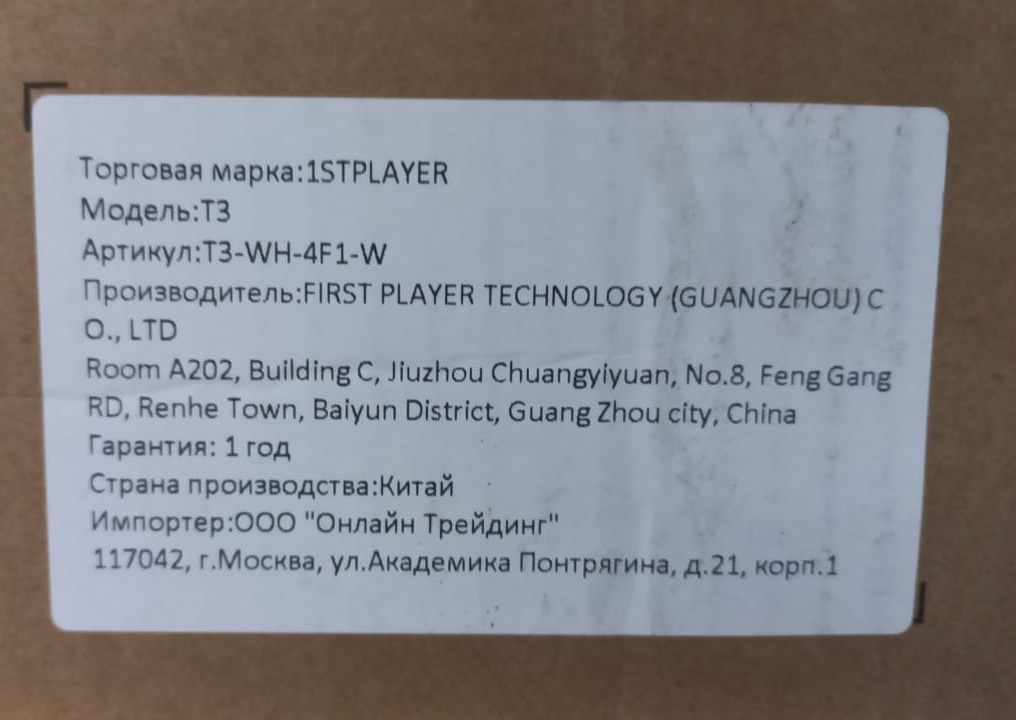 Торговая марка:1STPLAYER
Модель:T3
Артикул:T3-WH-4F1-W
Производитель:FIRST PLAYER TECHNOLOGY (GUANGZHOU) C
O., LTD
Room A202, Building C, Jiuzhou Chuangyiyuan, No.8, Feng Gang
RD, Renhe Town, Baiyun District, Guang Zhou city, China
Гарантия: 1 год
Страна производства:Китай
Импортер:ООО "Онлайн Трейдинг"
117042, г.Москва, ул.Академика Понтрягина, д.21, корп.1